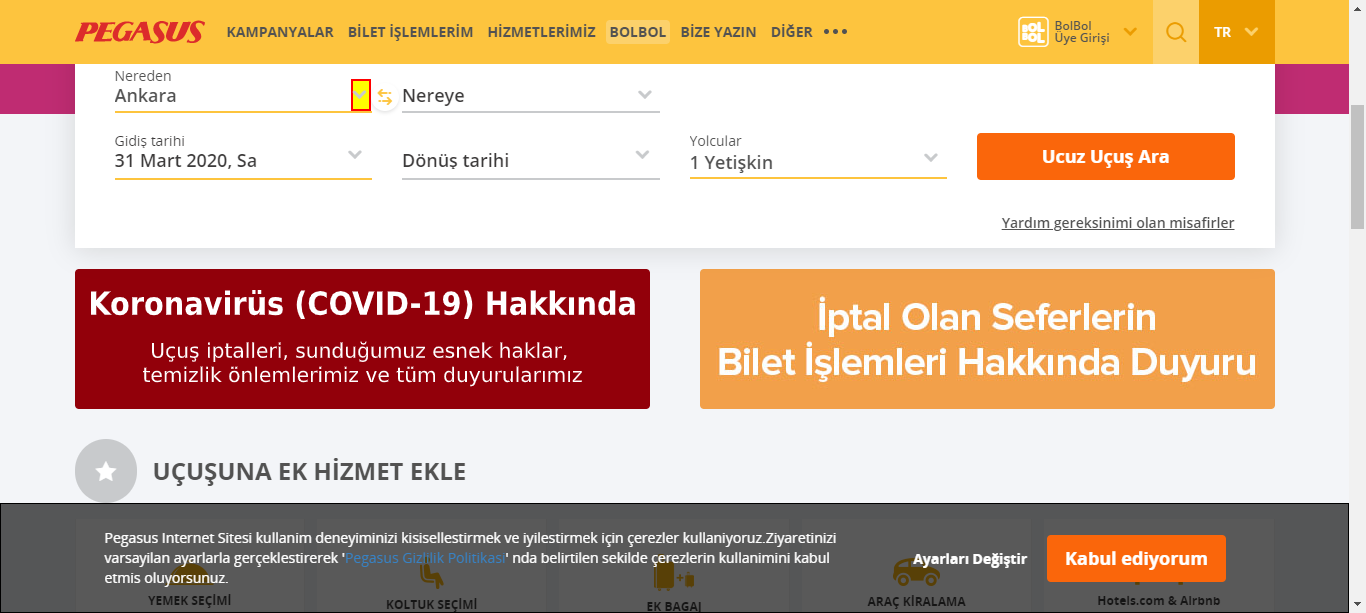 PEGASUS KAMPANYALAR BİLET İŞLEMLERİM HİZMETLERİMİZ BOLBOL BİZE YAZIN DİĞER
BOL BOL
BolBol
Üye Girişi
TR
Nereden
Ankara
Nereye
Gidiş tarihi
31 Mart 2020, Sa
Dönüş tarihi
Yolcular
1 Yetişkin
Ucuz Uçuş Ara
Yardım gereksinimi olan misafirler
Koronavirüs (COVID-19) Hakkında
Uçuş iptalleri, sunduğumuz esnek haklar,
temizlik önlemlerimiz ve tüm duyurularımız
İptal Olan Seferlerin
Bilet İşlemleri Hakkında Duyuru
UÇUŞUNA EK HİZMET EKLE
Pegasus Internet Sitesi kullanim deneyiminizi kisisellestirmek ve iyilestirmek için çerezler kullaniyoruz.Ziyaretinizi
varsayilan ayarlarla gerçeklestirerek 'Pegasus Gizlilik Politikasi' nda belirtilen sekilde çerezlerin kullanimini kabul
etmis oluyorsunuz.
Ayarları Değiştir
Kabul ediyorum
YEMEK SEÇİMİ
KOLTUK SEÇİMİ
EK BAGAJ
ARAÇ KİRALAMA
Hotels.com & Airbnb